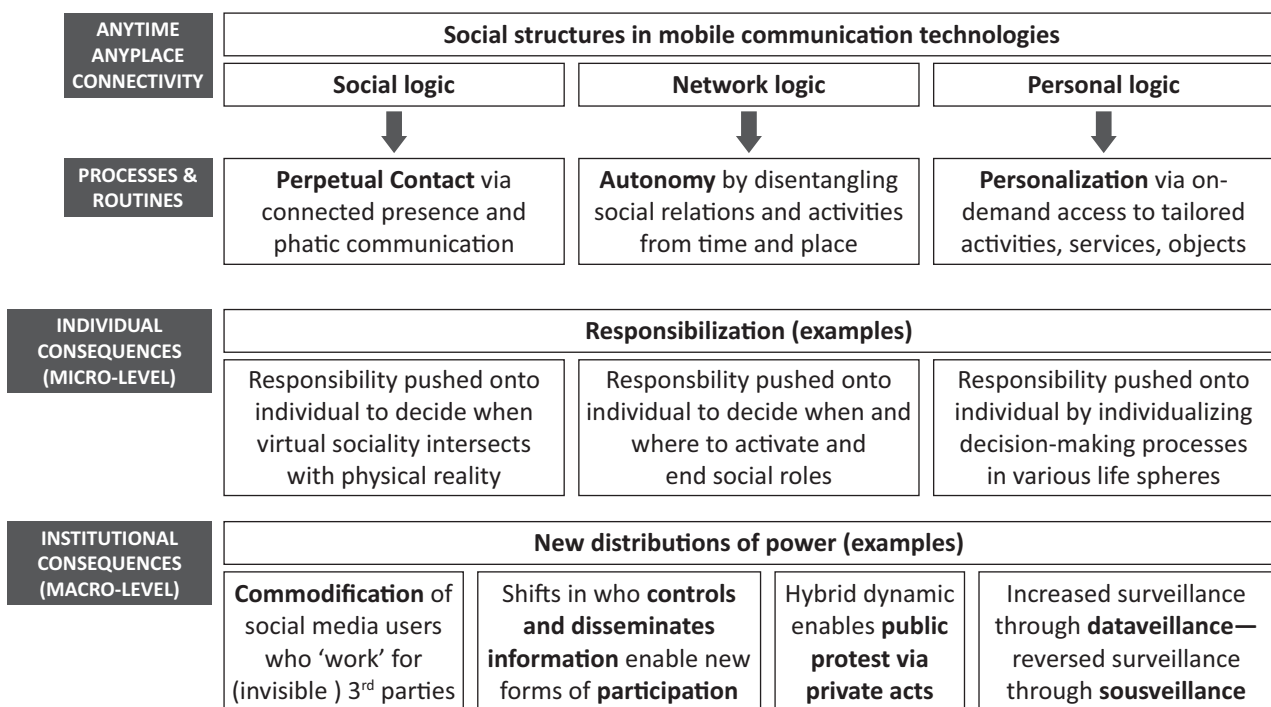 ANYTIME
ANYPLACE
CONNECTIVITY
Social structures in mobile communication technologies
Social logic
Network logic
Personal logic
PROCESSES &
ROUTINES
Perpetual Contact via
connected presence and
phatic communication
Autonomy by disentangling
social relations and activities
from time and place
Personalization via on-
demand access to tailored
activities, services, objects
INDIVIDUAL
CONSEQUENCES
(MICRO-LEVEL)
Responsibilization (examples)
Responsibility pushed onto
individual to decide when
virtual sociality intersects
with physical reality
Responsbility pushed onto
individual to decide when and
where to activate and
end social roles
Responsibility pushed onto
individual by individualizing
decision-making processes
in various life spheres
INSTITUTIONAL
CONSEQUENCES
(MACRO-LEVEL)
New distributions of power (examples)
Commodification of
social media users
who ‘work’ for
(invisible ) 3rd parties
Shifts in who controls
and disseminates
information enable new
forms of participation
Hybrid dynamic
enables public
protest via
private acts
Increased surveillance
through dataveillance—
reversed surveillance
through sousveillance